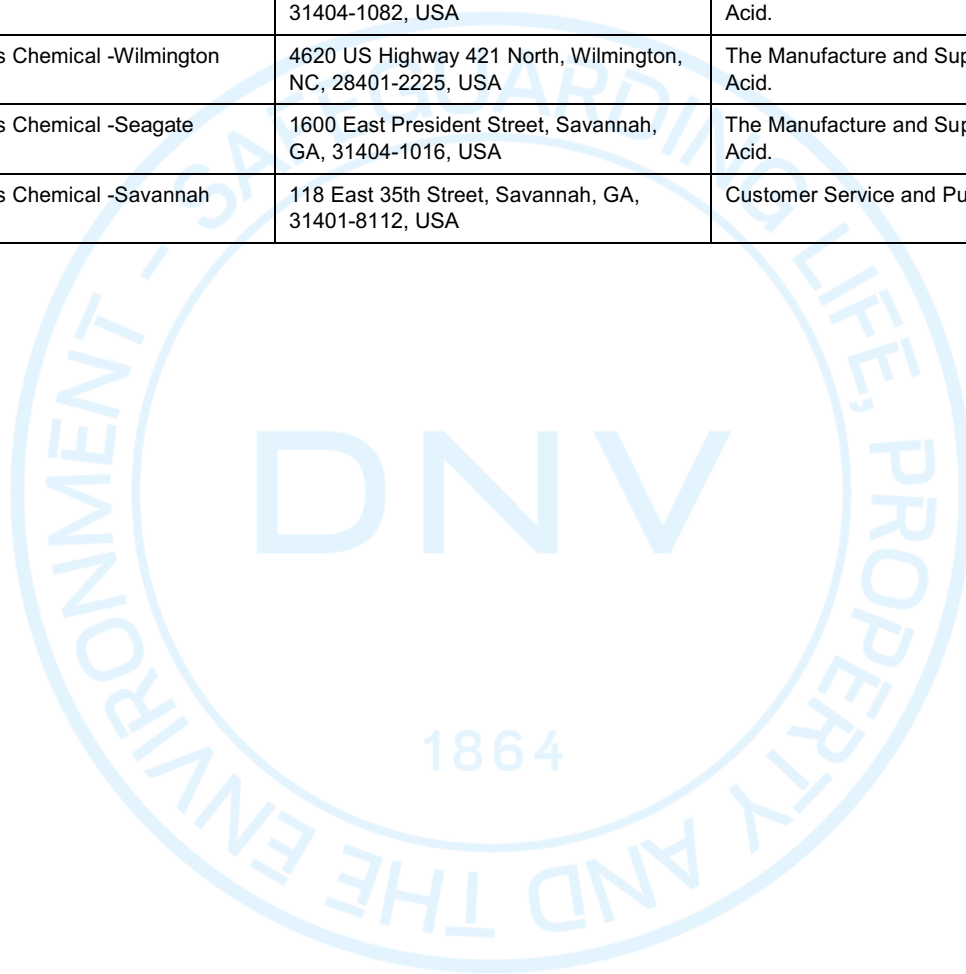 31404-1082, USA
Acid.
s Chemical -Wilmington
4620 US Highway 421 North, Wilmington,
NC, 28401-2225, USA
The Manufacture and Sup
Acid.
s Chemical -Seagate
1600 East President Street, Savannah,
GA, 31404-1016, USA
The Manufacture and Sup
Acid.
s Chemical -Savannah
118 East 35th Street, Savannah, GA,
31401-8112, USA
Customer Service and Pu
SAFEGUARDING LIFE, PROPERTY AND THE ENVIRONMENT -
DNV
1864